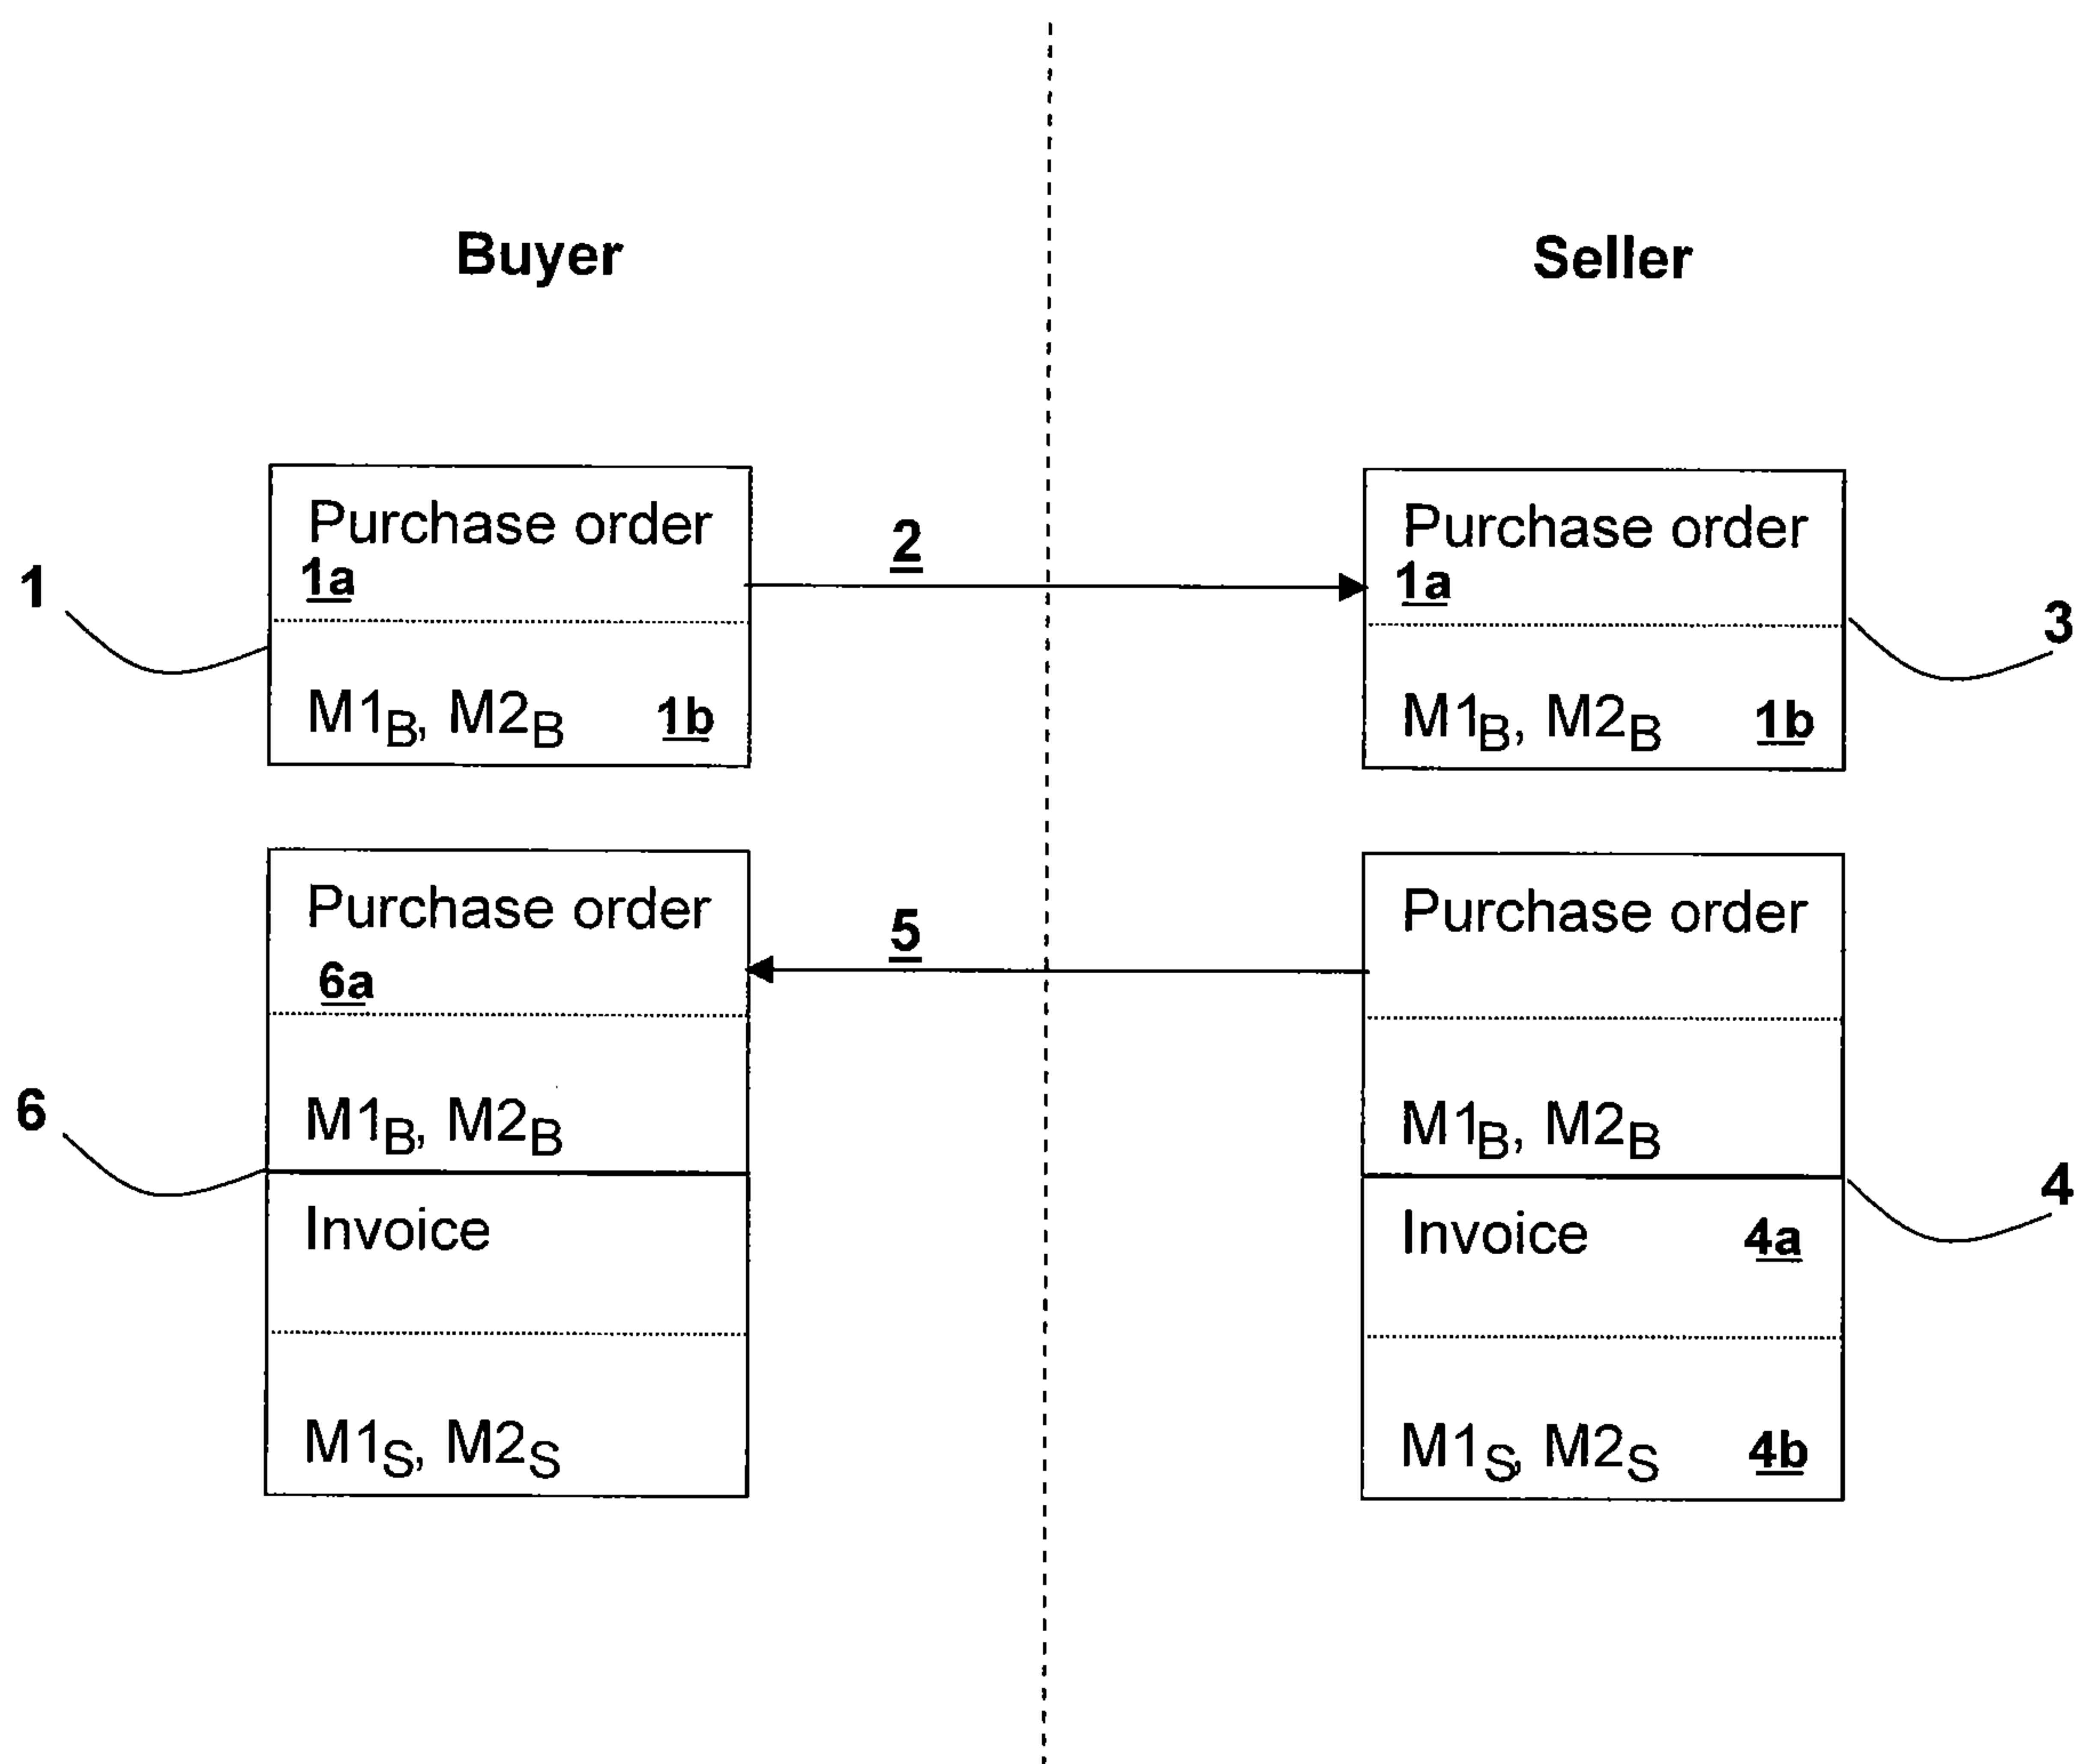 Buyer
Seller
Purchase order
1a
M1B, M2B 1b
1
2
Purchase order
1a
M1B, M2B 1b
3
Purchase order
6a
M1B, M2B
Invoice
M1S, M2S
6
5
Purchase order
M1B, M2B
Invoice 4a
M1S, M2S 4b
4